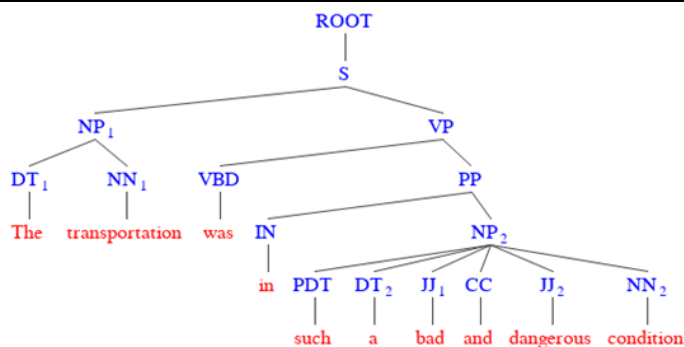 ROOT
S
NP₁ VP
DT₁ NN₁ VBD PP
The transportation was IN NP₂
in PDT DT₂ JJ₁ CC JJ₂ NN₂
such a bad and dangerous condition